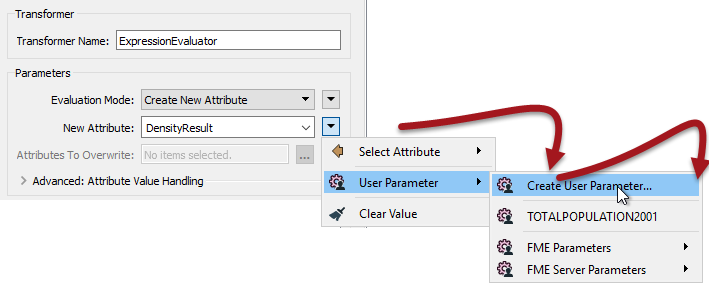 Transformer
Transformer Name: ExpressionEvaluator
Parameters
Evaluation Mode: Create New Attribute
New Attribute: DensityResult
Attributes To Overwrite: No items selected. ...
Advanced: Attribute Value Handling
Select Attribute
User Parameter
Clear Value
Create User Parameter...
TOTALPOPULATION2001
FME Parameters
FME Server Parameters